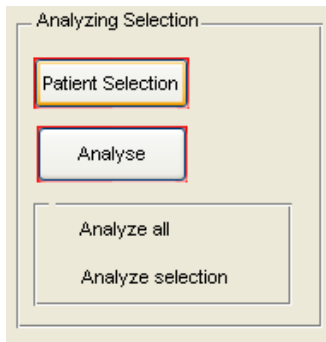 Analyzing Selection
Patient Selection
Analyse
Analyze all
Analyze selection